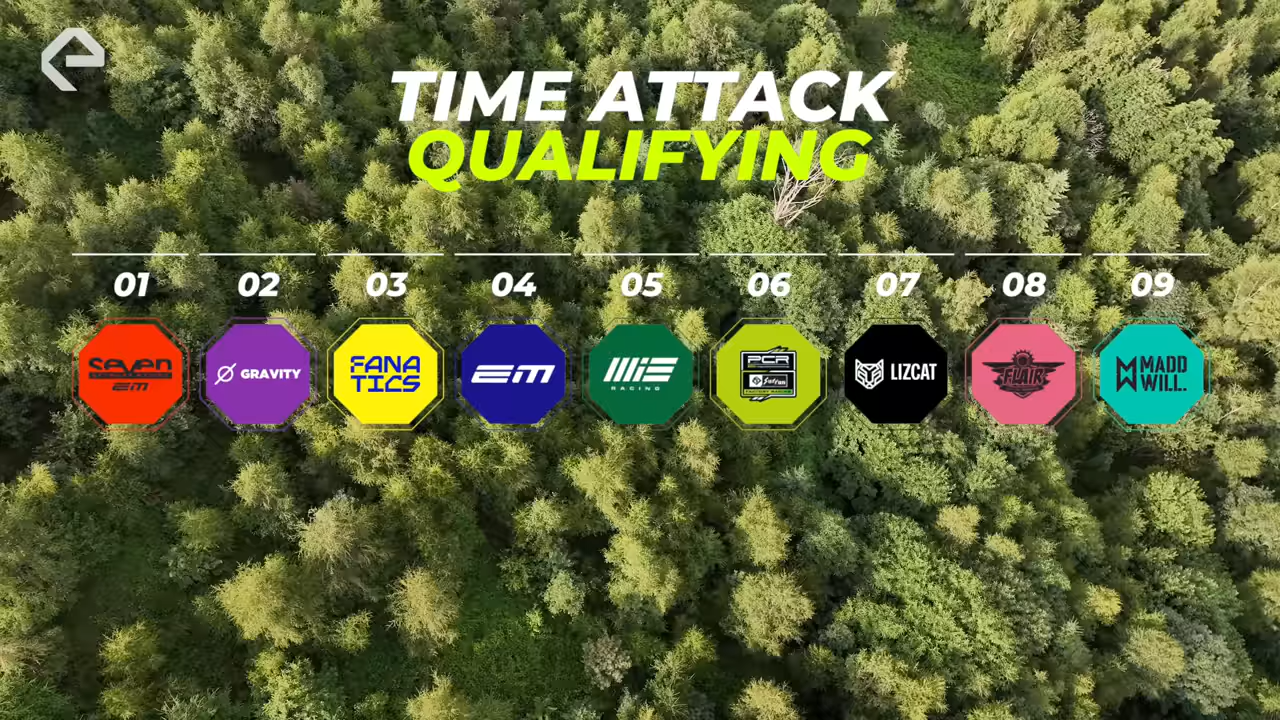 TIME ATTACK
QUALIFYING
01
02
03
04
05
06
07
08
09
seven
em
GRAVITY
FANA
TICS
em
RACING
PCR
LIZCAT
FLAIR
MADD
WILL.